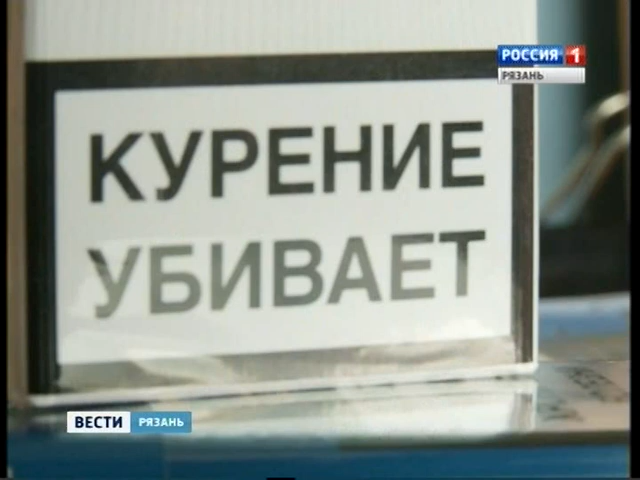 РОССИЯ 1
РЯЗАНЬ
КУРЕНИЕ
УБИВАЕТ
ВЕСТИ РЯЗАНЬ